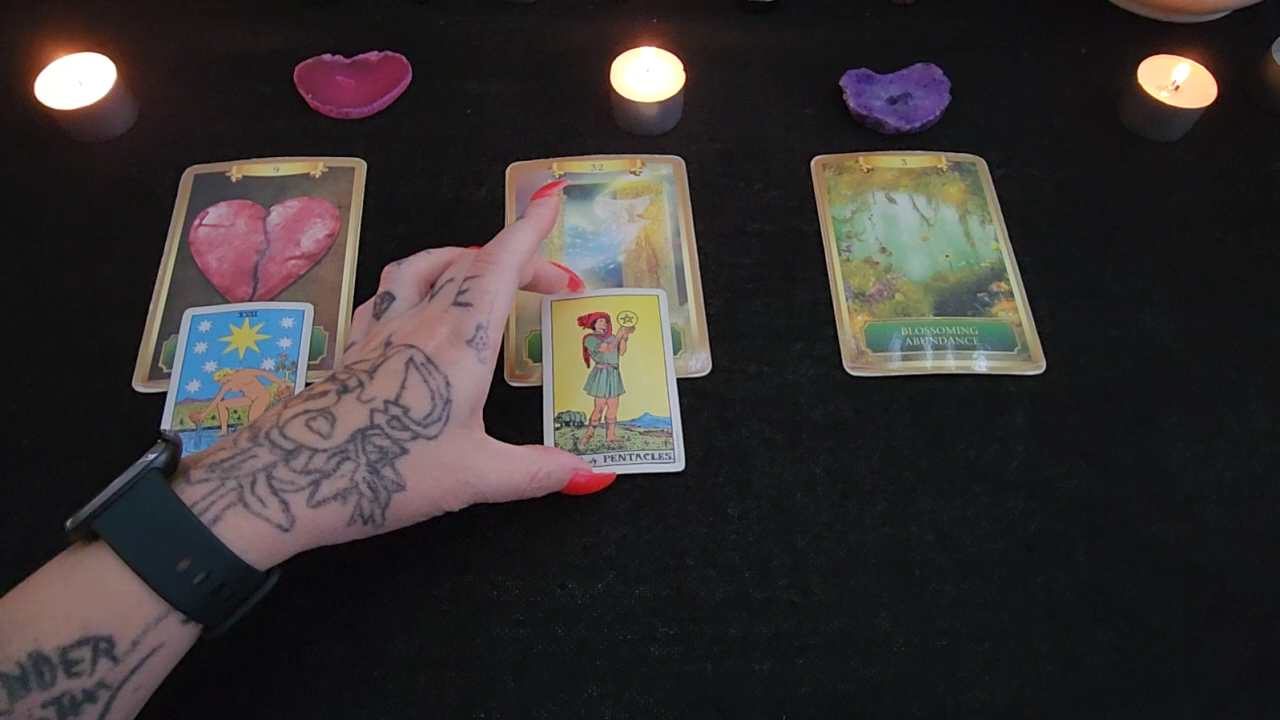 9
32
3
BLOSSOMING
ABUNDANCE
XVII
PENTACLES
NDER